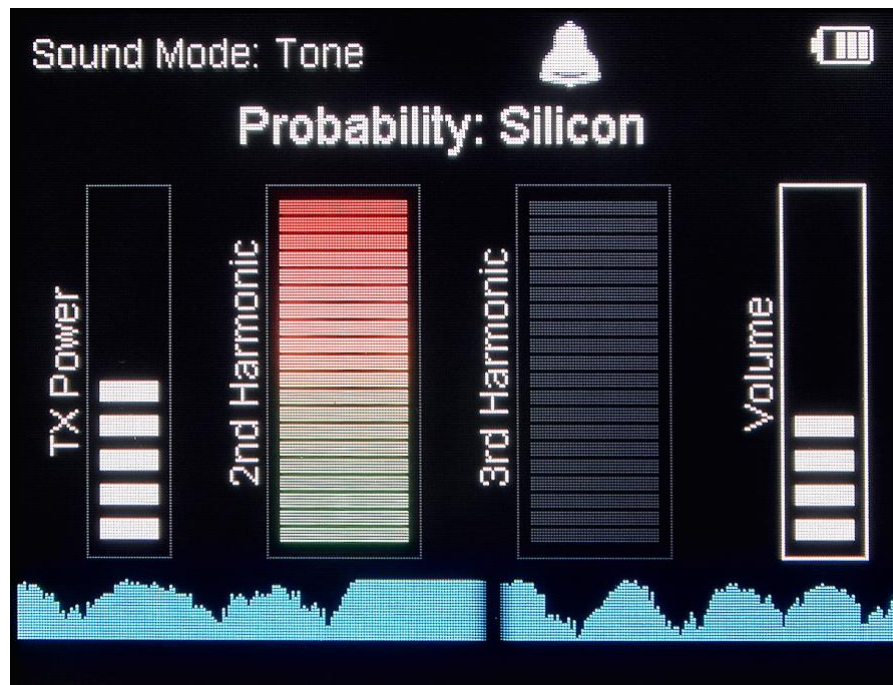 Sound Mode: Tone
Probability: Silicon
TX Power
2nd Harmonic
3rd Harmonic
Volume